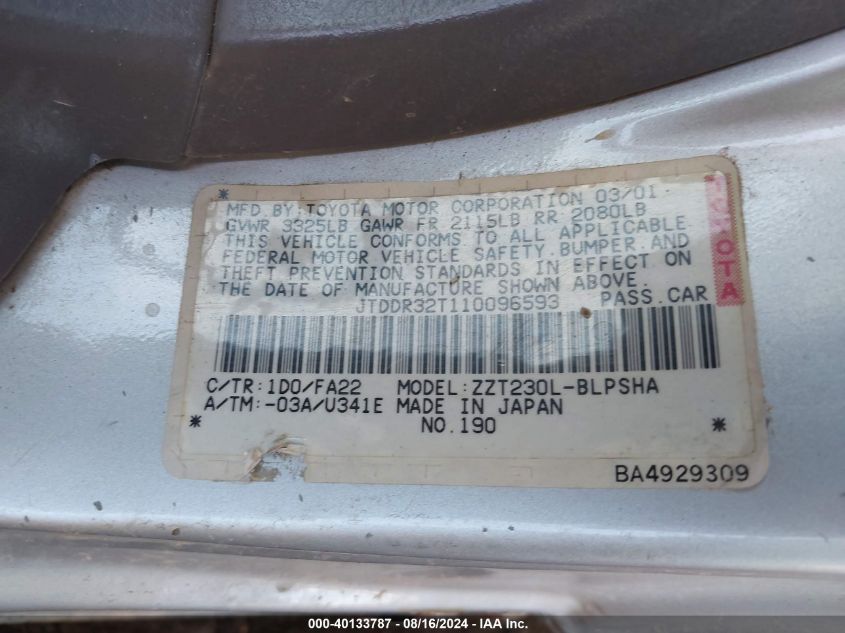 * MFD.BY:TOYOTA MOTOR CORPORATION 03/01
GVWR 3325LB GAWR FR 2115LB RR 2080LB
THIS VEHICLE CONFORMS TO ALL APPLICABLE
FEDERAL MOTOR VEHICLE SAFETY,BUMPER,AND
THEFT PREVENTION STANDARDS IN EFFECT ON
THE DATE OF MANUFACTURE SHOWN ABOVE.
JTDDR32T110096593 PASS.CAR
TOYOTA
C/TR:1D0/FA22 MODEL:ZZT230L-BLPSHA
A/TM:-03A/U341E MADE IN JAPAN
* NO.190 *
BA4929309
000-40133787 - 08/16/2024 - IAAI.COM